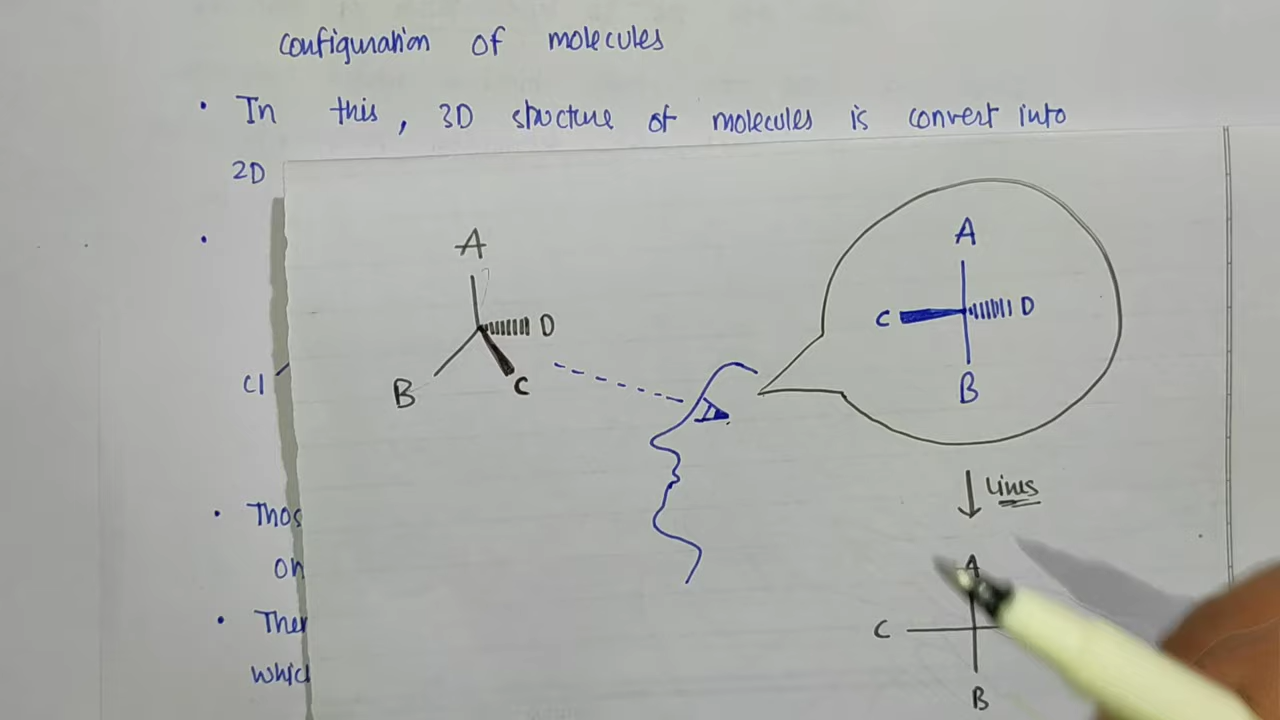 configuration of molecules
• In this, 3D structure of molecules is convert into
2D
•
A
D
B
C
A
C
D
B
Lines
Cl
A
C
B
• Thos
on
• Ther
whic